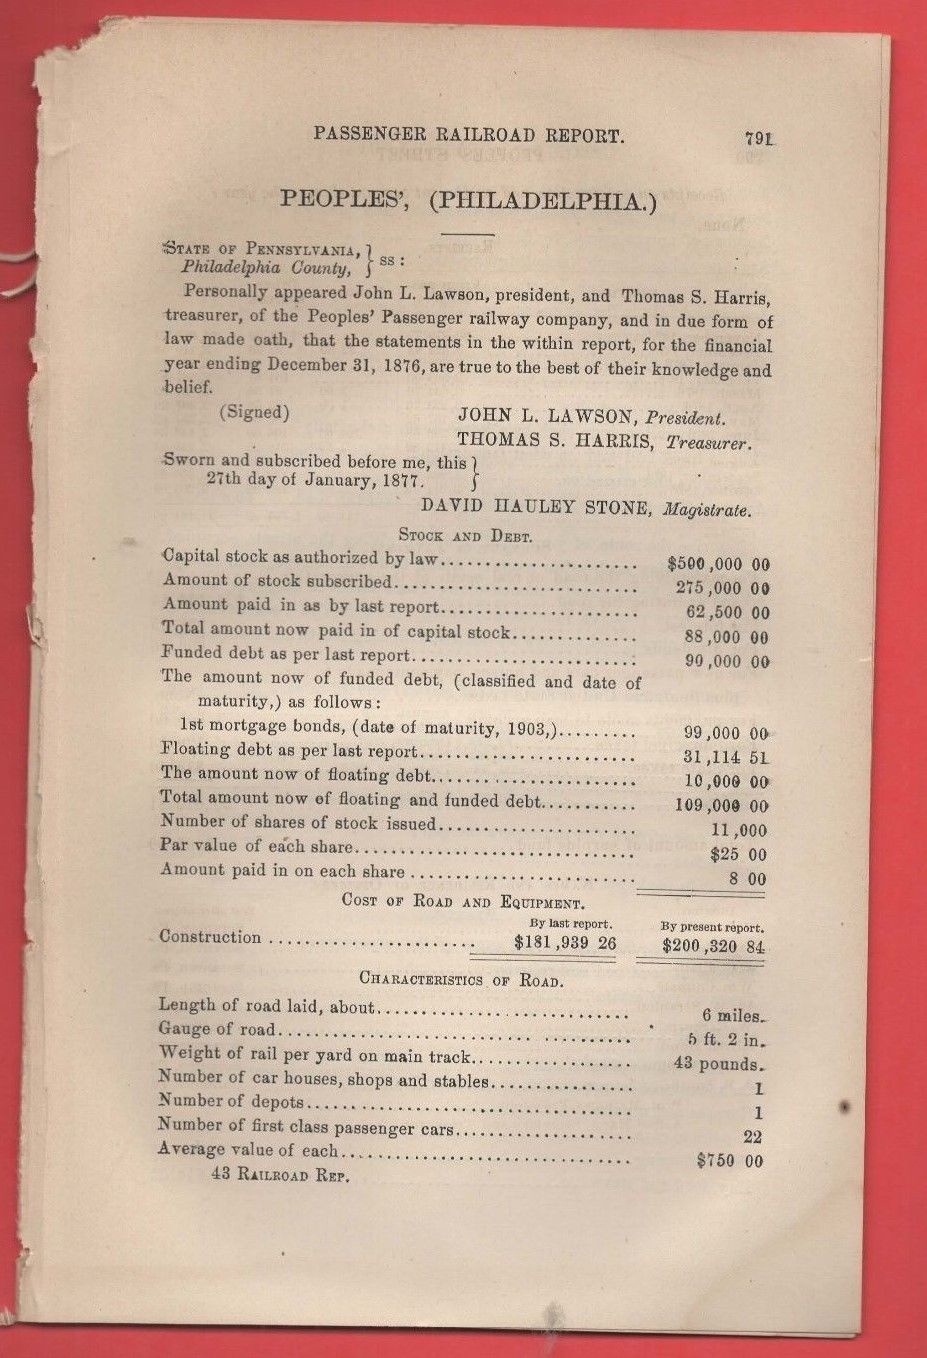 PASSENGER RAILROAD REPORT. 791
PEOPLES', (PHILADELPHIA.)
STATE OF PENNSYLVANIA, } ss:
Philadelphia County, }
Personally appeared John L. Lawson, president, and Thomas S. Harris,
treasurer, of the Peoples' Passenger railway company, and in due form of
law made oath, that the statements in the within report, for the financial
year ending December 31, 1876, are true to the best of their knowledge and
belief.
(Signed) JOHN L. LAWSON, President.
THOMAS S. HARRIS, Treasurer.
Sworn and subscribed before me, this }
27th day of January, 1877. }
DAVID HAULEY STONE, Magistrate.
STOCK AND DEBT.
Capital stock as authorized by law........................ $500,000 00
Amount of stock subscribed............................ 275,000 00
Amount paid in as by last report........................ 62,500 00
Total amount now paid in of capital stock............... 88,000 00
Funded debt as per last report........................... 90,000 00
The amount now of funded debt, (classified and date of
maturity,) as follows:
1st mortgage bonds, (date of maturity, 1903,)......... 99,000 00
Floating debt as per last report.......................... 31,114 51
The amount now of floating debt........................ 10,000 00
Total amount now of floating and funded debt........... 109,000 00
Number of shares of stock issued........................ 11,000
Par value of each share................................. $25 00
Amount paid in on each share .......................... 8 00
COST OF ROAD AND EQUIPMENT.
By last report. By present report.
Construction ........................ $181,939 26 $200,320 84
CHARACTERISTICS OF ROAD.
Length of road laid, about.............................. 6 miles.
Gauge of road.......................................... 5 ft. 2 in.
Weight of rail per yard on main track................... 43 pounds.
Number of car houses, shops and stables................. 1
Number of depots...................................... 1
Number of first class passenger cars..................... 22
Average value of each.................................. $750 00
43 RAILROAD REP.